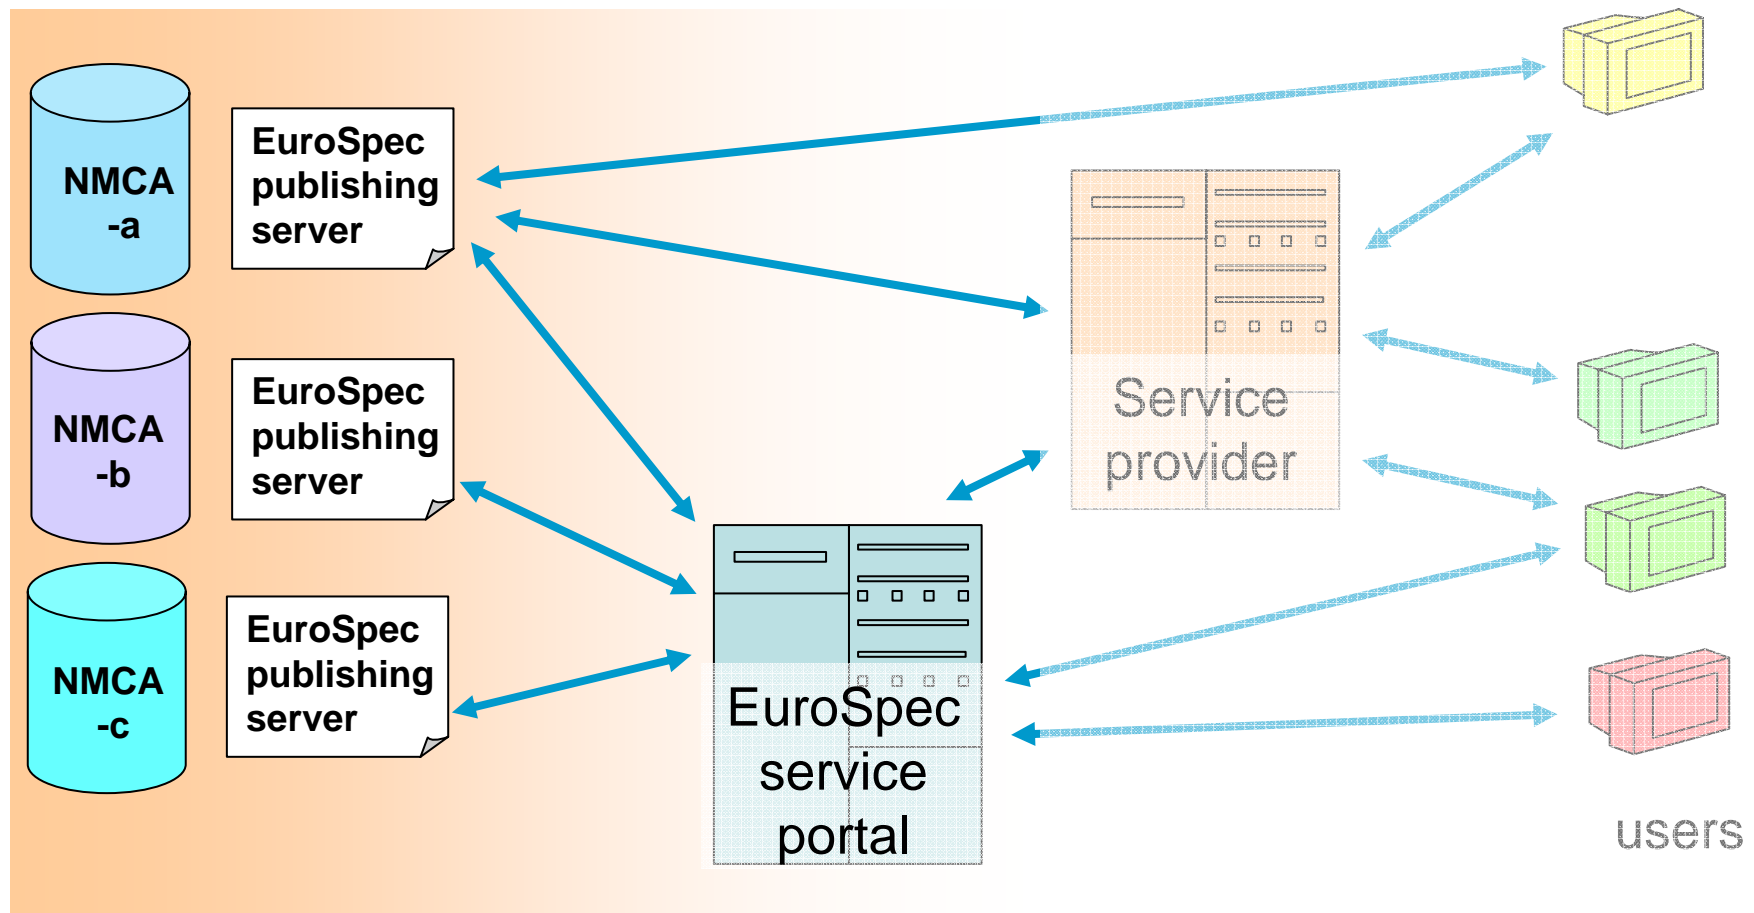 NMCA
-a
EuroSpec
publishing
server
NMCA
-b
EuroSpec
publishing
server
NMCA
-c
EuroSpec
publishing
server
EuroSpec
service
portal
Service
provider
users